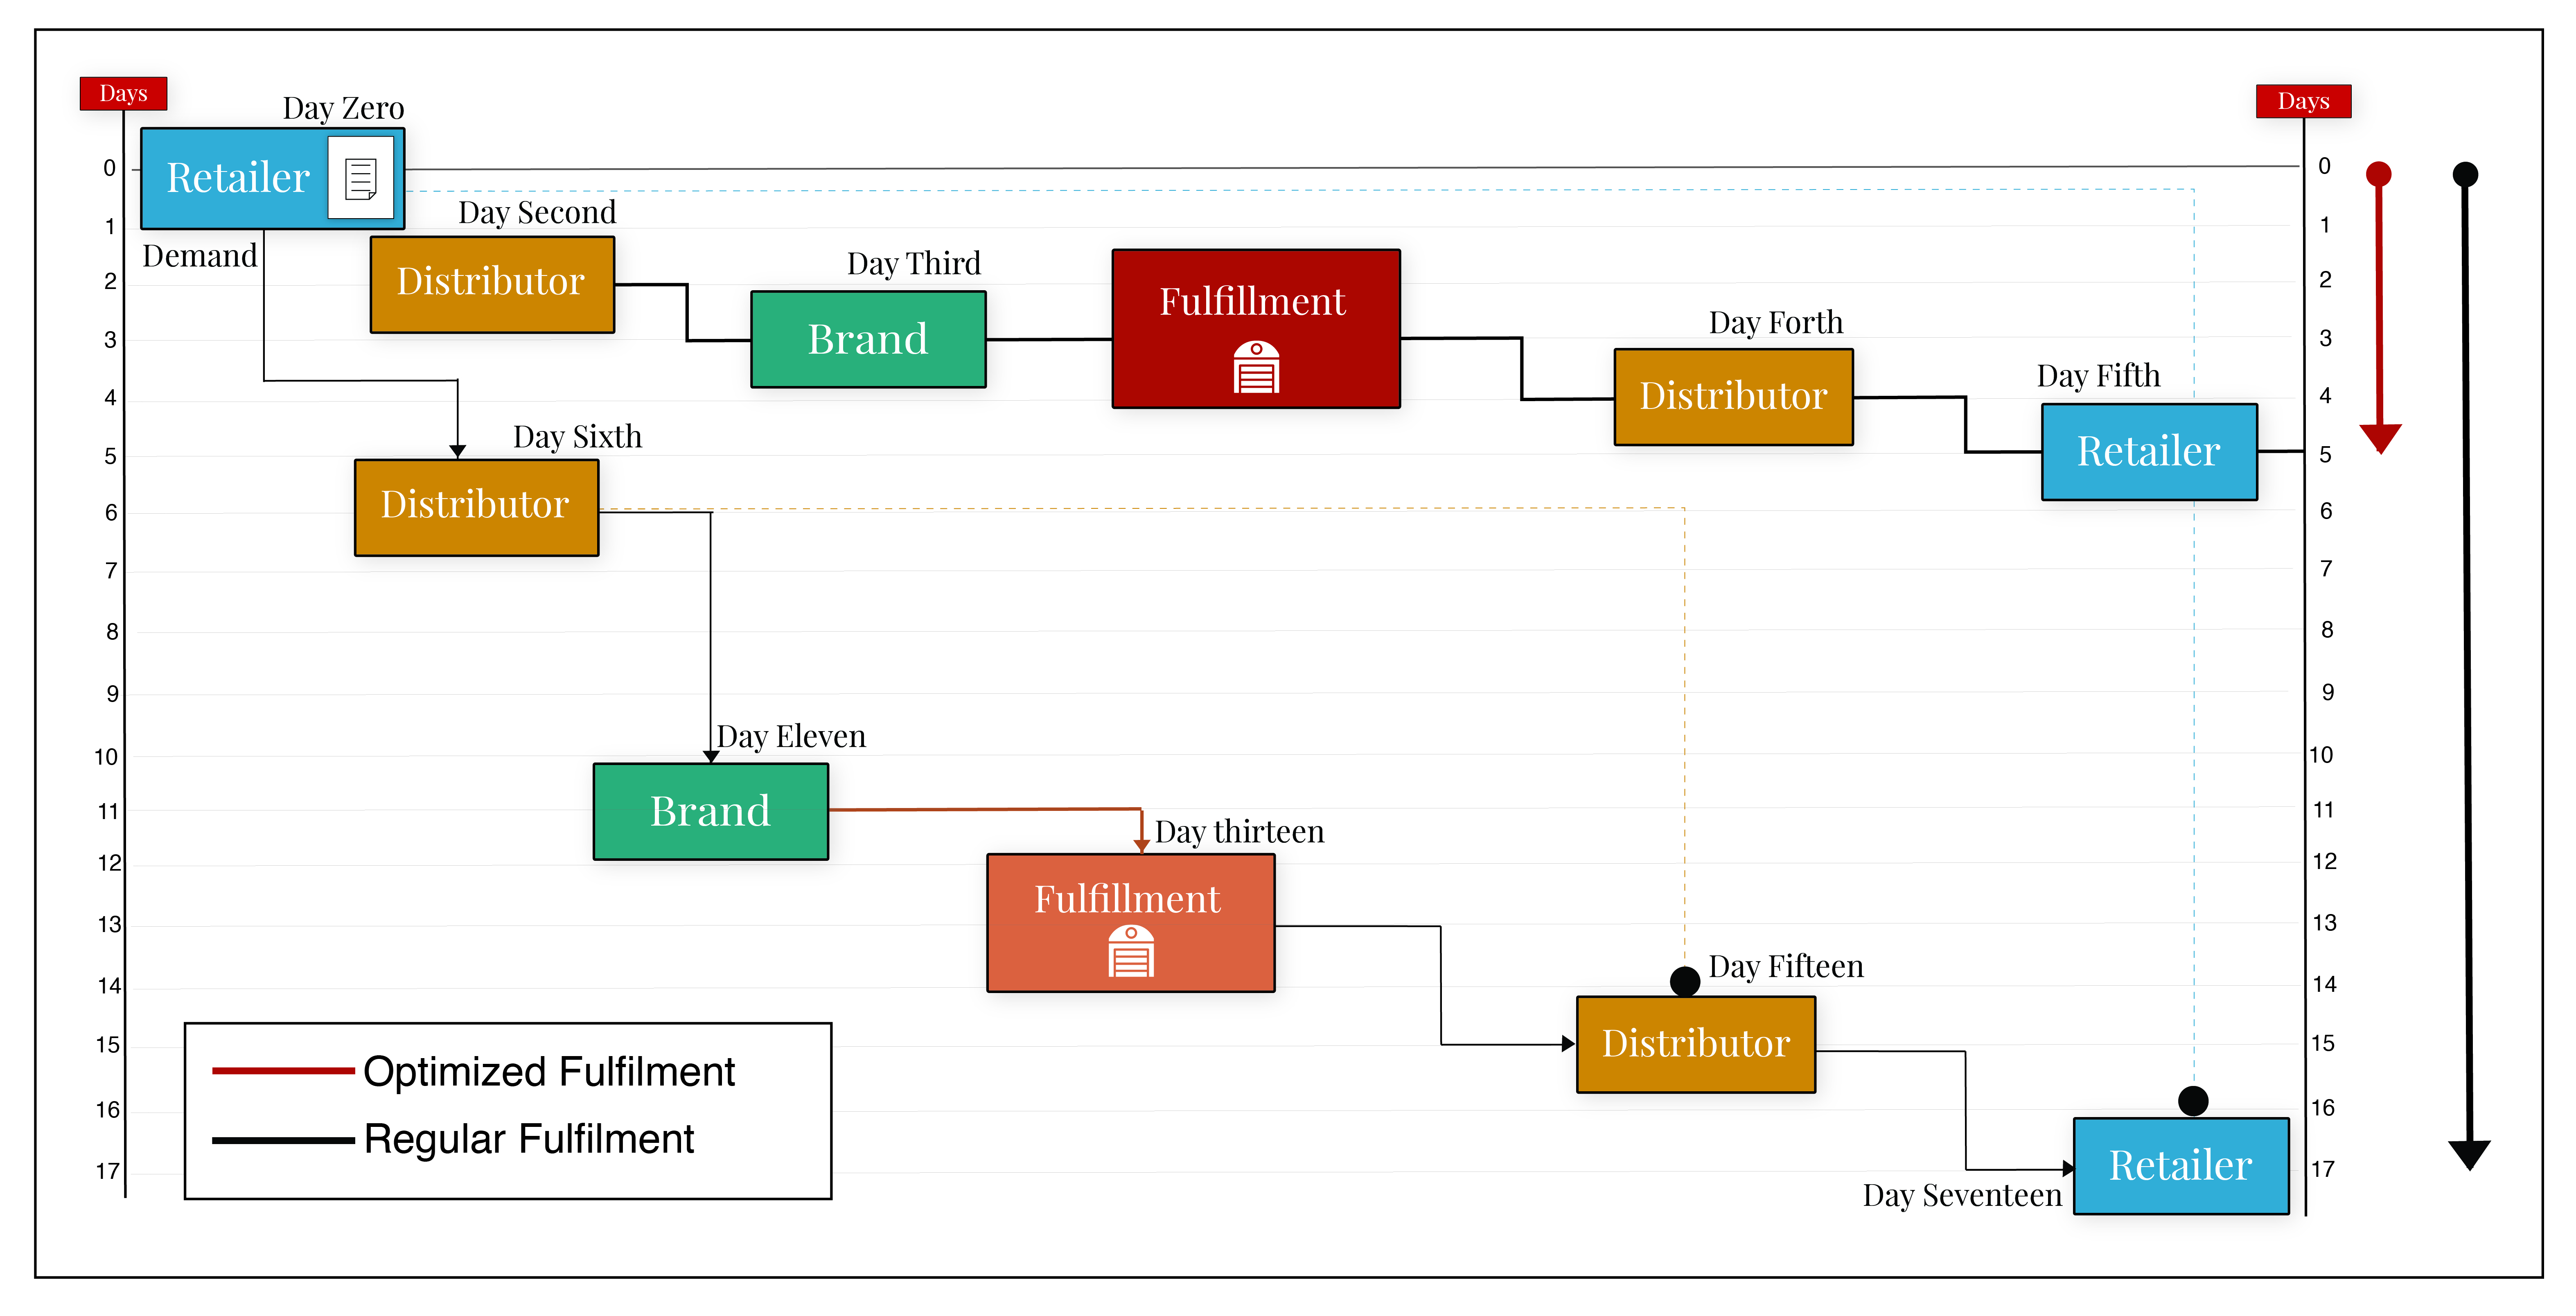 Days
Days
Day Zero
0
Retailer
0
Day Second
1
1
Demand
Day Third
2
Distributor
Fulfillment
2
Day Forth
3
Brand
3
Day Fifth
4
Distributor
4
Day Sixth
5
Retailer
5
6
Distributor
6
7
7
8
8
9
9
Day Eleven
10
10
11
Brand
11
Day thirteen
12
12
Fulfillment
13
13
Day Fifteen
14
14
15
Distributor
15
Optimized Fulfilment
16
16
Regular Fulfilment
17
Retailer
17
Day Seventeen